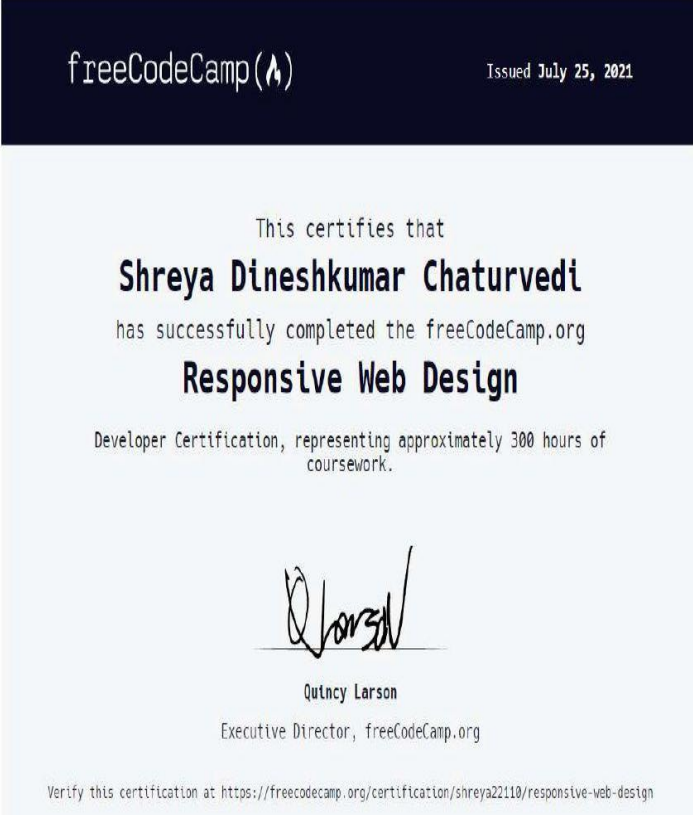 freeCodeCamp(🔥)
Issued July 25, 2021
This certifies that
Shreya Dineshkumar Chaturvedi
has successfully completed the freeCodeCamp.org
Responsive Web Design
Developer Certification, representing approximately 300 hours of
coursework.
Q Larson
Quincy Larson
Executive Director, freeCodeCamp.org
Verify this certification at https://freecodecamp.org/certification/shreya22110/responsive-web-design